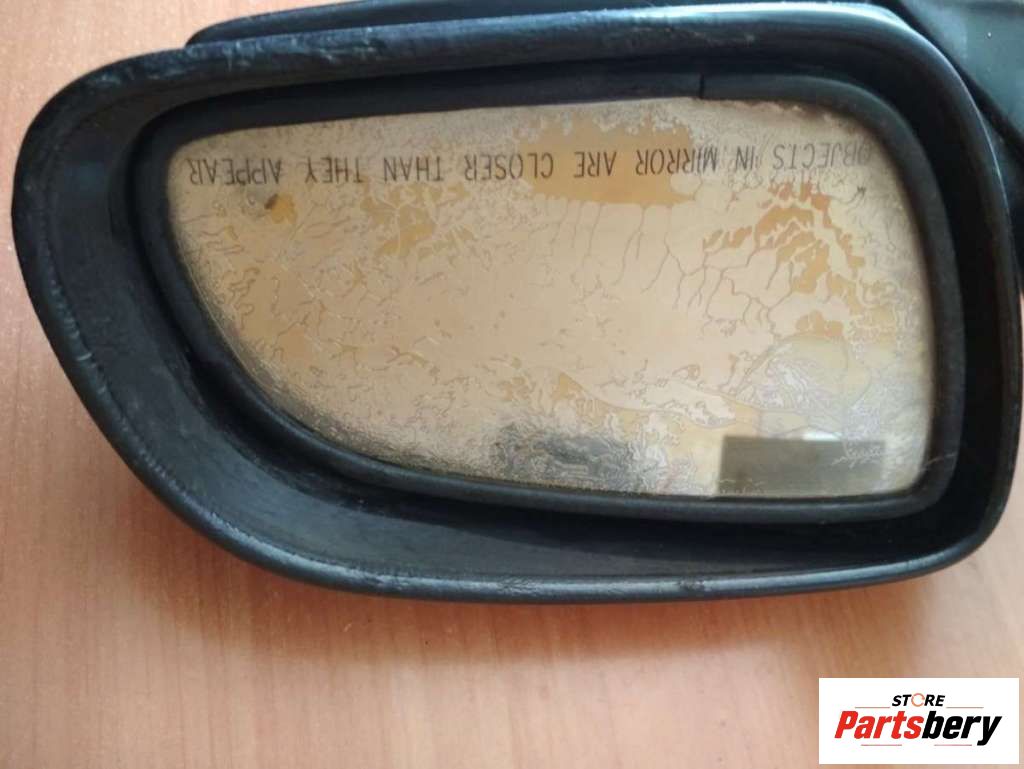 OBJECTS IN MIRROR ARE CLOSER THAN THEY APPEAR
STORE
Partsbery